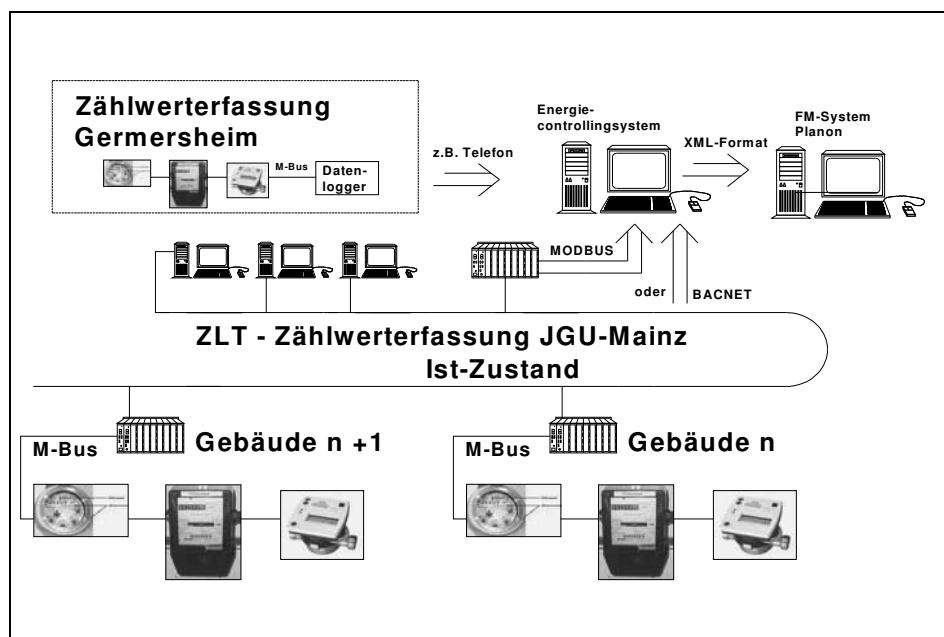 Zählwerterfassung
Germersheim
M-Bus
Daten-
logger
z.B. Telefon
Energie-
controllingsystem
XML-Format
FM-System
Planon
MODBUS
oder
BACNET
ZLT - Zählwerterfassung JGU-Mainz
Ist-Zustand
M-Bus
Gebäude n +1
M-Bus
Gebäude n